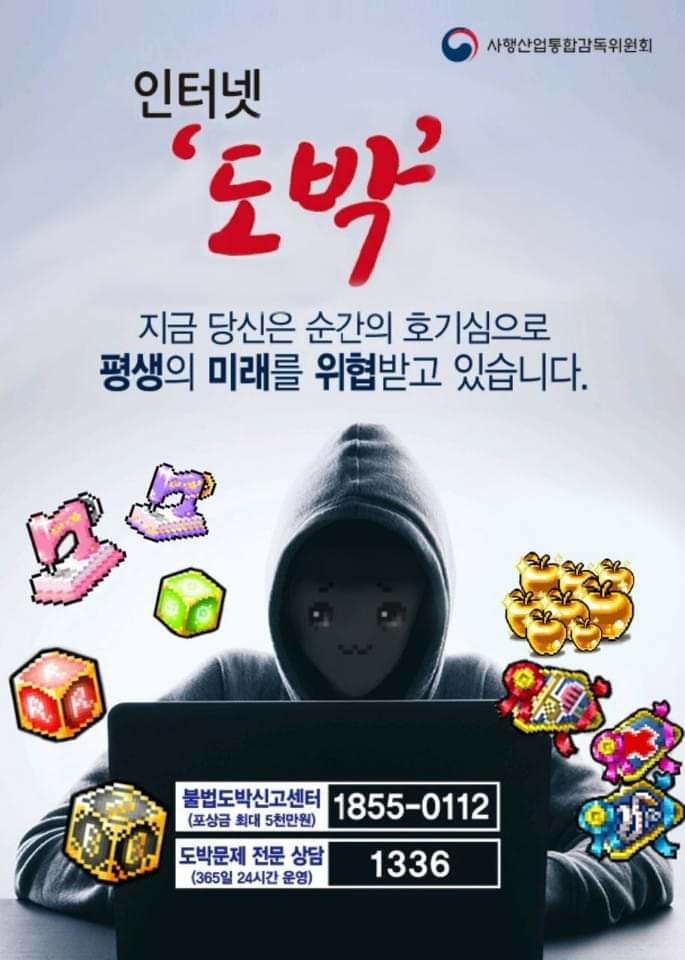 사행산업통합감독위원회
인터넷
'도박'
지금 당신은 순간의 호기심으로
평생의 미래를 위협받고 있습니다.
불법도박신고센터
(포상금 최대 5천만원)
1855-0112
도박문제 전문 상담
(365일 24시간 운영)
1336